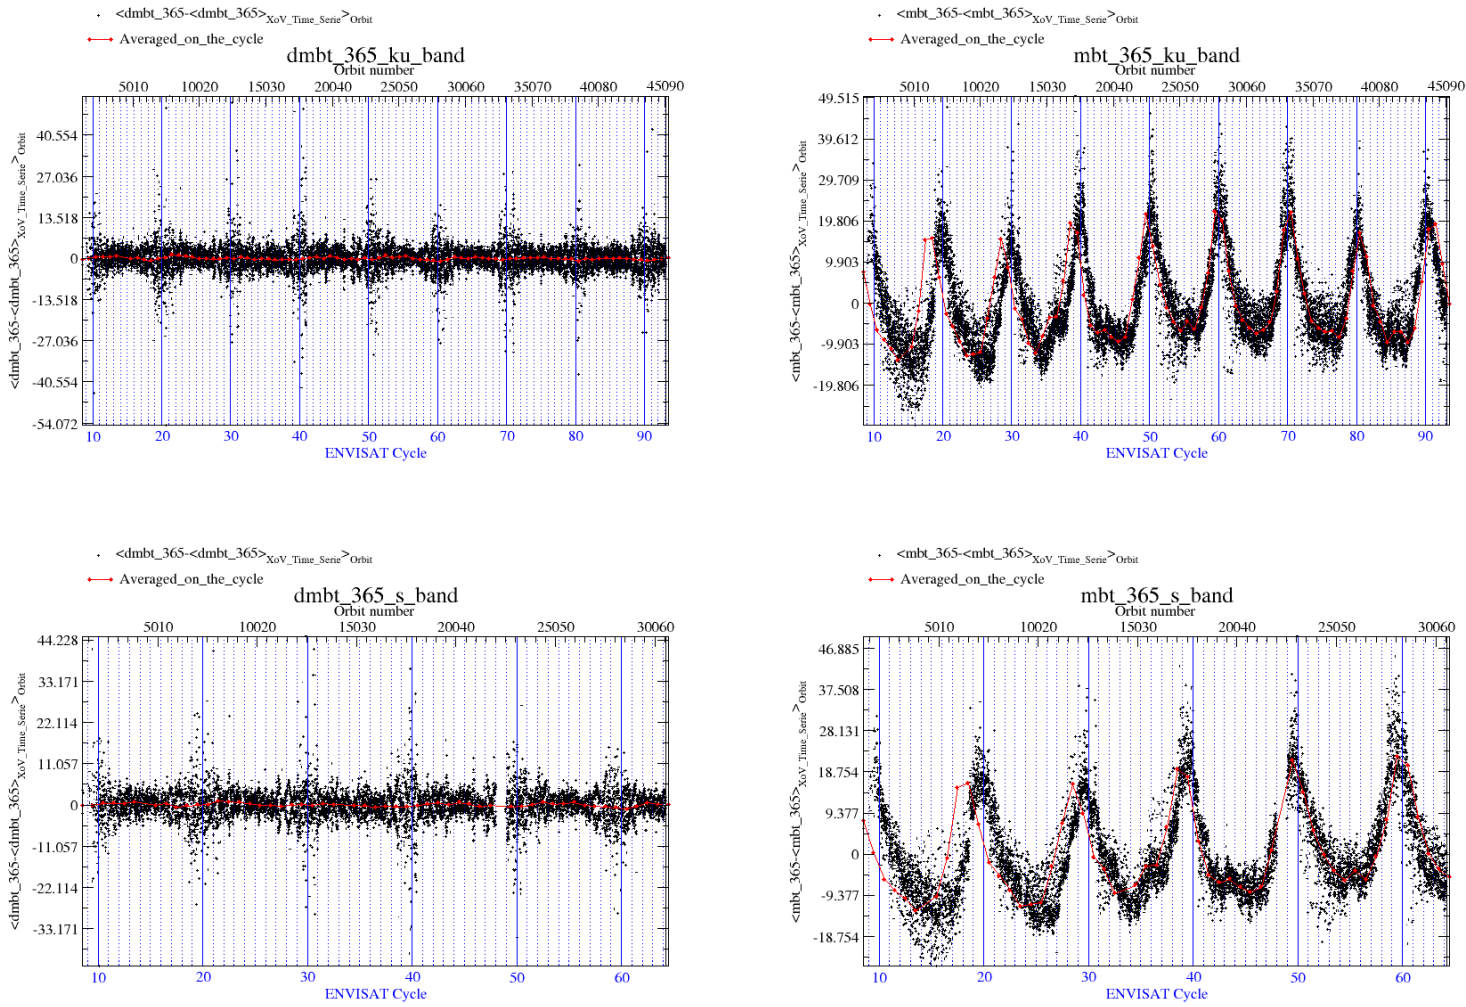 <dmbt_365-<dmbt_365>XoV_Time_Serie>Orbit
Averaged_on_the_cycle
dmbt_365_ku_band
Orbit number
5010 10020 15030 20040 25050 30060 35070 40080 45090
<dmbt_365-<dmbt_365>XoV_Time_Serie>Orbit
40.554
27.036
13.518
0
-13.518
-27.036
-40.554
-54.072
10 20 30 40 50 60 70 80 90
ENVISAT Cycle
<mbt_365-<mbt_365>XoV_Time_Serie>Orbit
Averaged_on_the_cycle
mbt_365_ku_band
Orbit number
5010 10020 15030 20040 25050 30060 35070 40080 45090
<mbt_365-<mbt_365>XoV_Time_Serie>Orbit
49.515
39.612
29.709
19.806
9.903
0
-9.903
-19.806
10 20 30 40 50 60 70 80 90
ENVISAT Cycle
<dmbt_365-<dmbt_365>XoV_Time_Serie>Orbit
Averaged_on_the_cycle
dmbt_365_s_band
Orbit number
5010 10020 15030 20040 25050 30060
<dmbt_365-<dmbt_365>XoV_Time_Serie>Orbit
44.228
33.171
22.114
11.057
0
-11.057
-22.114
-33.171
10 20 30 40 50 60
ENVISAT Cycle
<mbt_365-<mbt_365>XoV_Time_Serie>Orbit
Averaged_on_the_cycle
mbt_365_s_band
Orbit number
5010 10020 15030 20040 25050 30060
<mbt_365-<mbt_365>XoV_Time_Serie>Orbit
46.885
37.508
28.131
18.754
9.377
0
-9.377
-18.754
10 20 30 40 50 60
ENVISAT Cycle